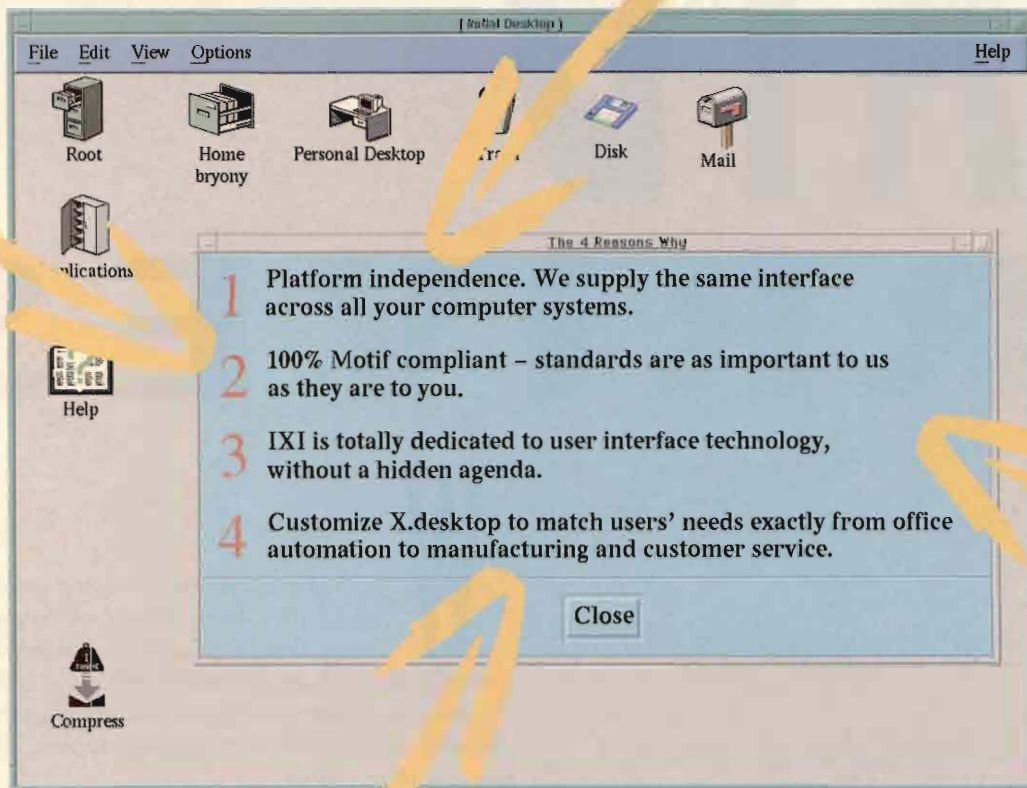 [ Initial Desktop ]
File Edit View Options Help
Root
Home
bryony
Personal Desktop
Disk
Mail
The 4 Reasons Why
1 Platform independence. We supply the same interface
across all your computer systems.
2 100% Motif compliant – standards are as important to us
as they are to you.
3 IXI is totally dedicated to user interface technology,
without a hidden agenda.
4 Customize X.desktop to match users’ needs exactly from office
automation to manufacturing and customer service.
Help
Close
Compress